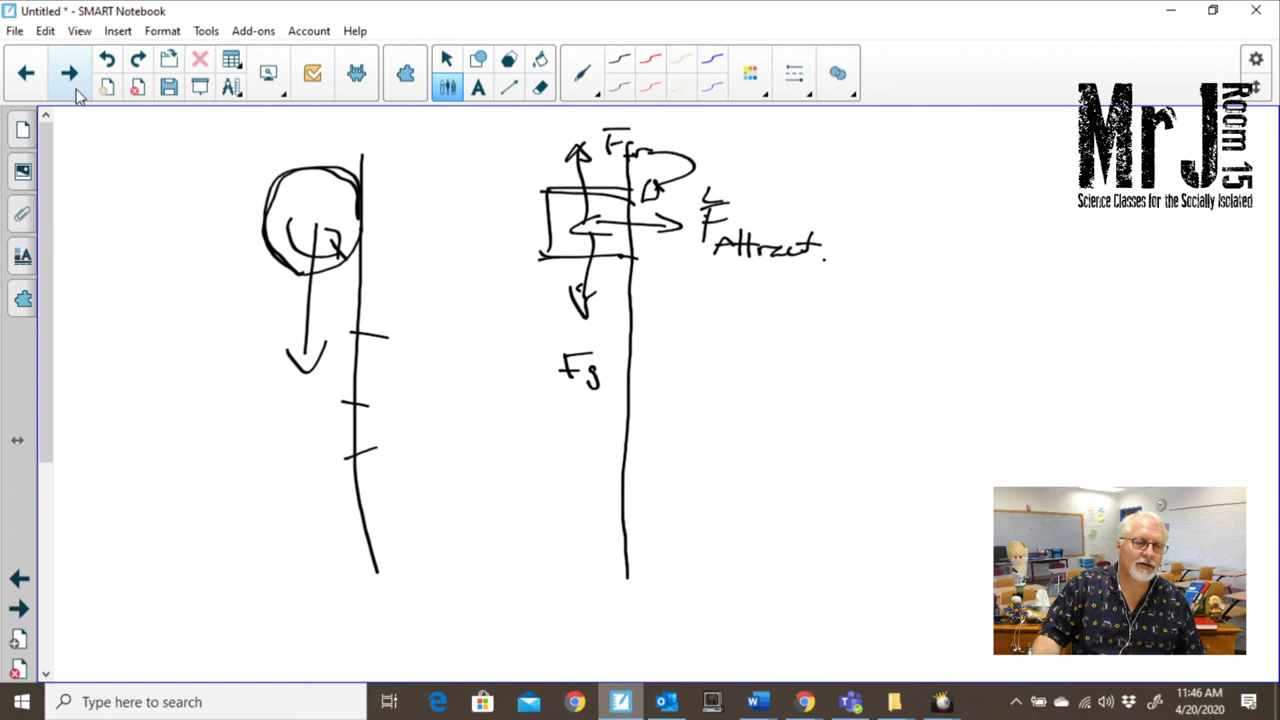 Untitled * - SMART Notebook
File Edit View Insert Format Tools Add-ons Account Help
Mr J
Room 15
Science Classes for the Socially Isolated
Ffr
F
Attract.
Fg
Type here to search
11:46 AM
4/20/2020